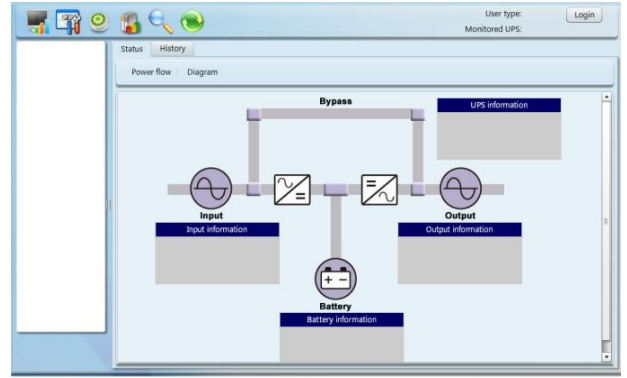 User type:
Login
Monitored UPS:
Status History
Power flow Diagram
Bypass
UPS information
Input
Output
Input information
Output information
Battery
Battery information